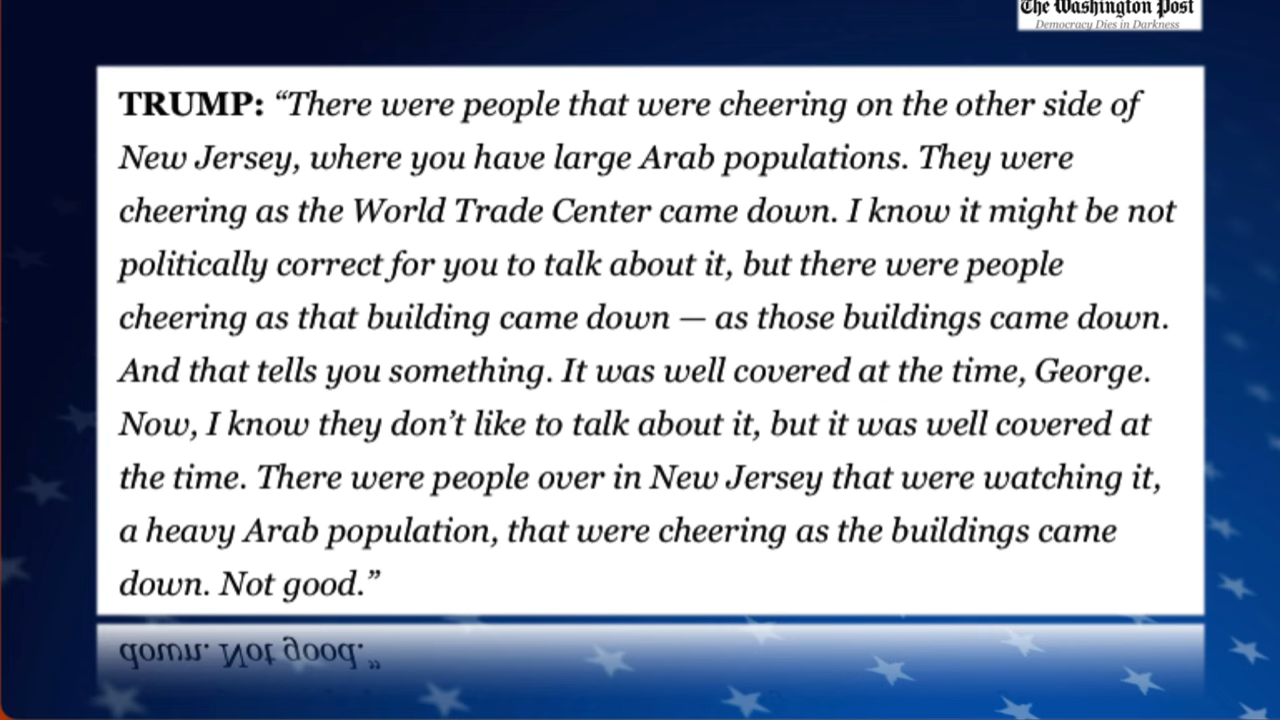 The Washington Post
Democracy Dies in Darkness
TRUMP: “There were people that were cheering on the other side of
New Jersey, where you have large Arab populations. They were
cheering as the World Trade Center came down. I know it might be not
politically correct for you to talk about it, but there were people
cheering as that building came down — as those buildings came down.
And that tells you something. It was well covered at the time, George.
Now, I know they don’t like to talk about it, but it was well covered at
the time. There were people over in New Jersey that were watching it,
a heavy Arab population, that were cheering as the buildings came
down. Not good.”
down. Not good.”